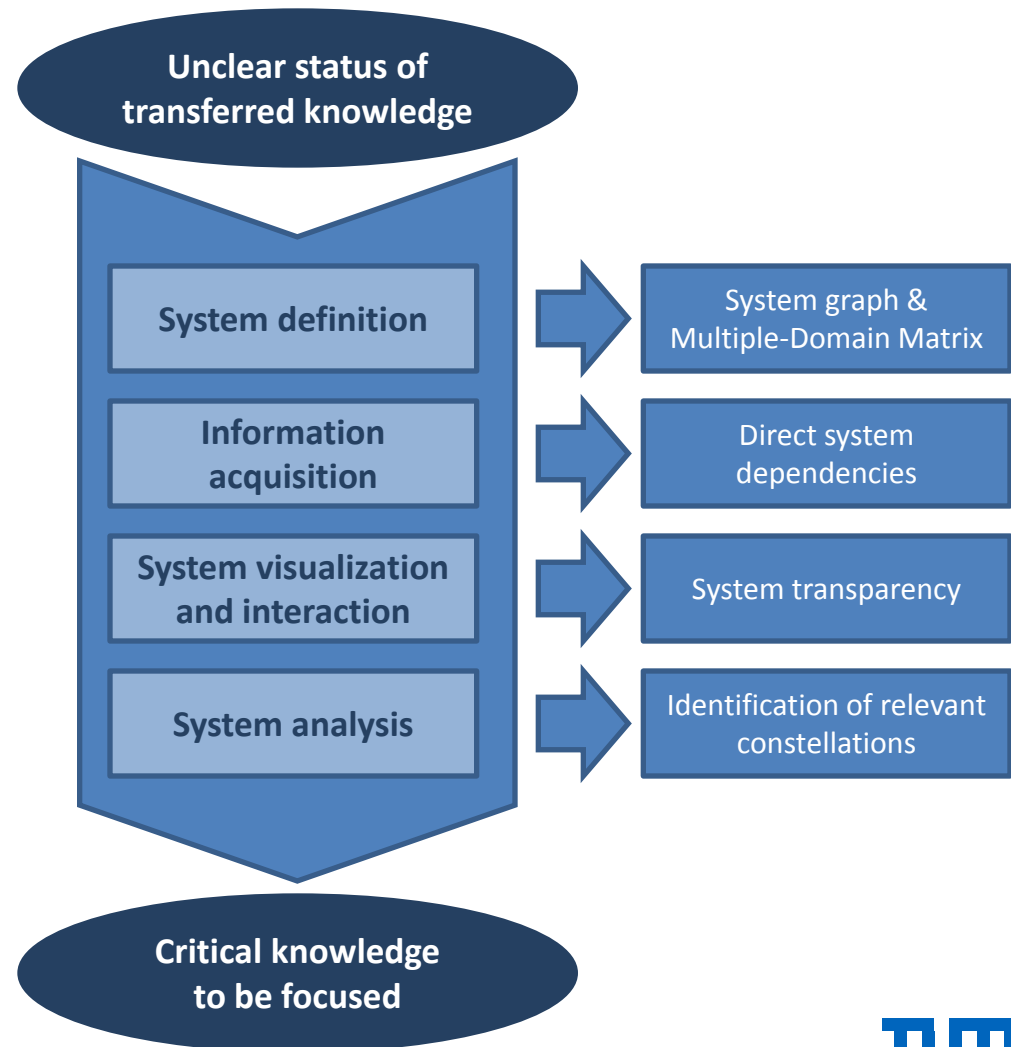 Unclear status of
transferred knowledge
System definition
System graph &
Multiple-Domain Matrix
Information
acquisition
Direct system
dependencies
System visualization
and interaction
System transparency
System analysis
Identification of relevant
constellations
Critical knowledge
to be focused